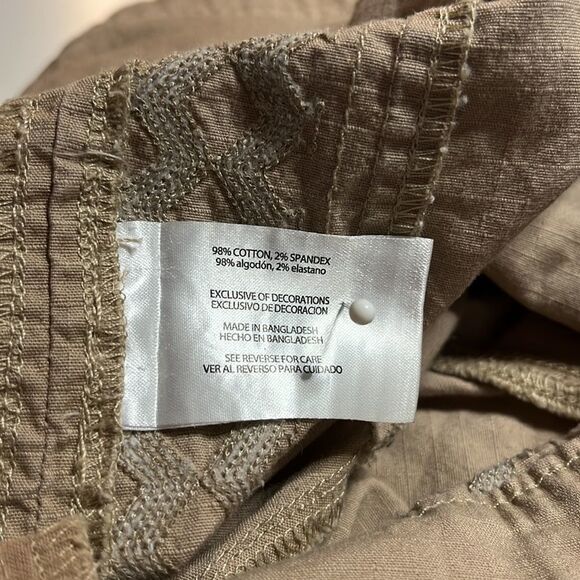 98% COTTON, 2% SPANDEX
98% algodón, 2% elastano
EXCLUSIVE OF DECORATIONS
EXCLUSIVO DE DECORACION
MADE IN BANGLADESH
HECHO EN BANGLADESH
SEE REVERSE FOR CARE
VER AL REVERSO PARA CUIDADO